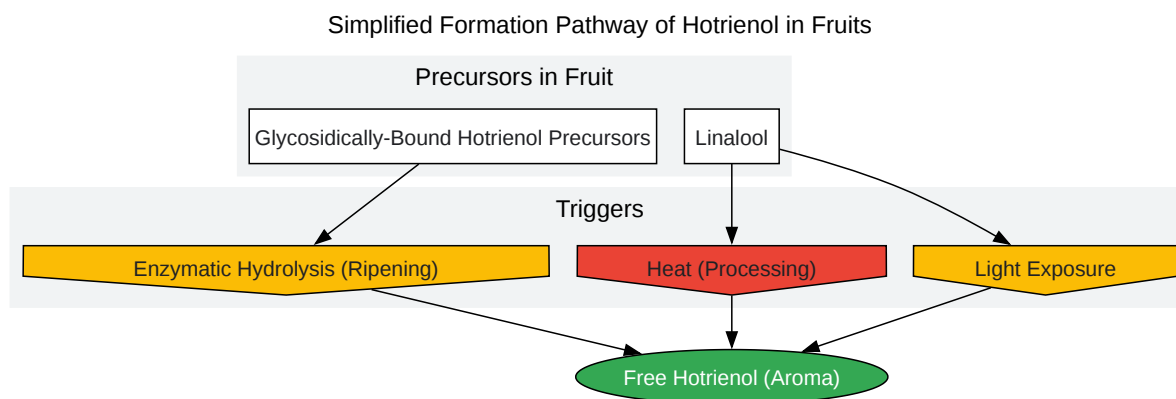 Simplified Formation Pathway of Hotrienol in Fruits
Precursors in Fruit
Glycosidically-Bound Hotrienol Precursors
Linalool
Triggers
Enzymatic Hydrolysis (Ripening)
Heat (Processing)
Light Exposure
Free Hotrienol (Aroma)